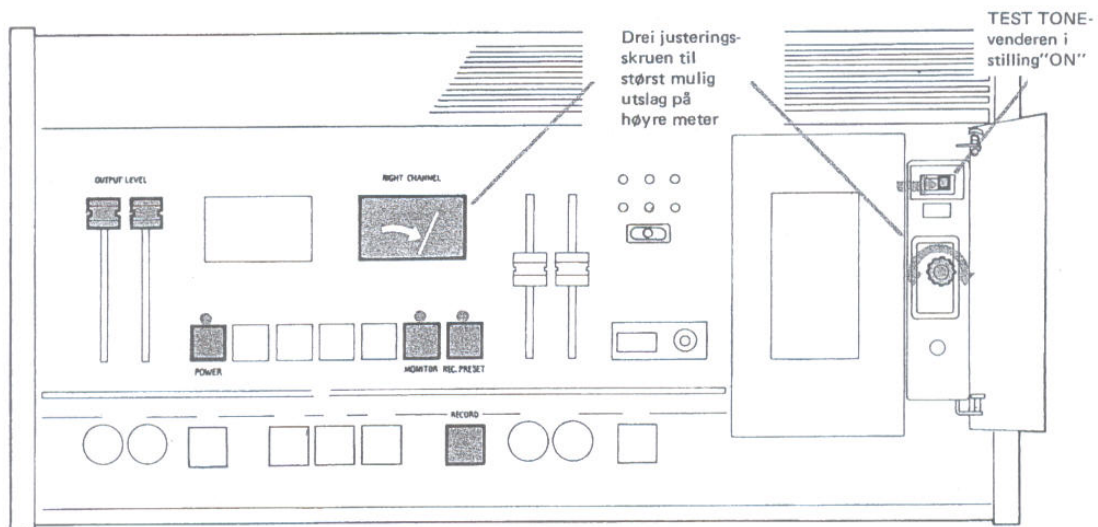 TEST TONE-
venderen i
stilling"ON"
Drei justerings-
skruen til
størst mulig
utslag på
høyre meter
OUTPUT LEVEL
RIGHT CHANNEL
POWER
MONITOR REC. PRESET
RECORD